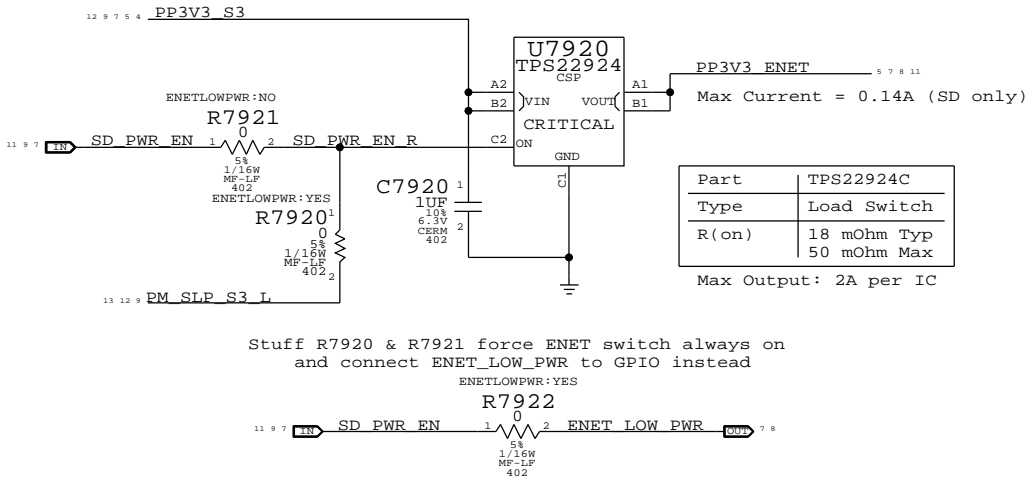 12 9 7 5 4 PP3V3_S3
U7920
TPS22924
CSP
A2 A1
B2 VIN VOUT B1
CRITICAL
C2 ON
GND
C1
PP3V3_ENET 5 7 8 11
Max Current = 0.14A (SD only)
ENETLOWPWR:NO
R7921
0
11 9 7 IN SD_PWR_EN 1 2 SD_PWR_EN_R
5%
1/16W
MF-LF
402
ENETLOWPWR:YES
R7920 1
0
5%
1/16W
MF-LF
402 2
13 12 9 PM_SLP_S3_L
C7920 1
1UF
10%
6.3V
CERM
402
2
Part TPS22924C
Type Load Switch
R(on) 18 mOhm Typ
50 mOhm Max
Max Output: 2A per IC
Stuff R7920 & R7921 force ENET switch always on
and connect ENET_LOW_PWR to GPIO instead
ENETLOWPWR:YES
R7922
0
11 9 7 IN SD_PWR_EN 1 2 ENET_LOW_PWR OUT 7 8
5%
1/16W
MF-LF
402